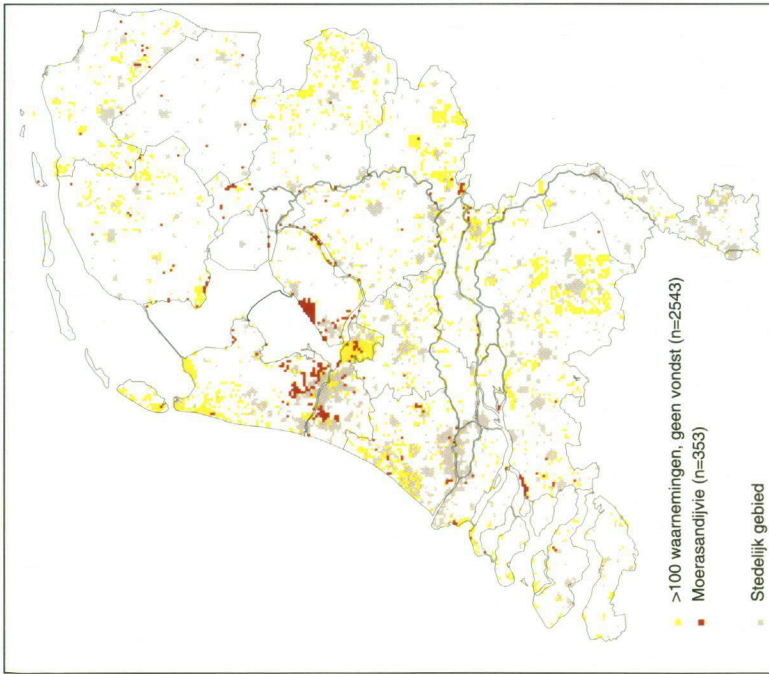 >100 waarnemingen, geen vondst (n=2543)
Moerasandijvie (n=353)
Stedelijk gebied